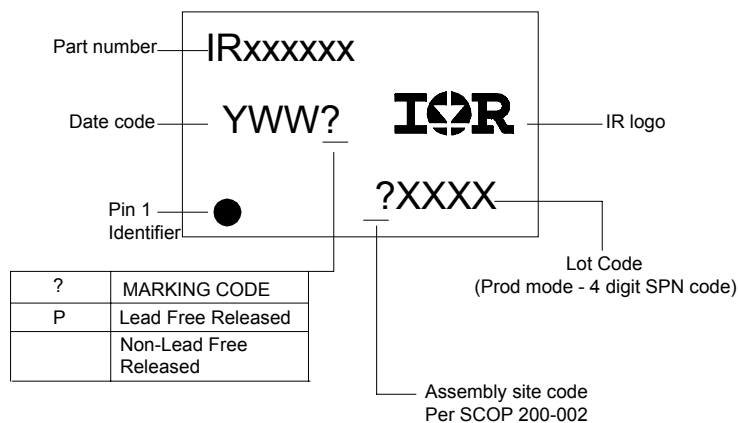 Part number
IRxxxxxx
Date code
YWW?
IOR
IR logo
?XXXX
Pin 1
Identifier
Lot Code
(Prod mode - 4 digit SPN code)
? MARKING CODE
P Lead Free Released
Non-Lead Free
Released
Assembly site code
Per SCOP 200-002